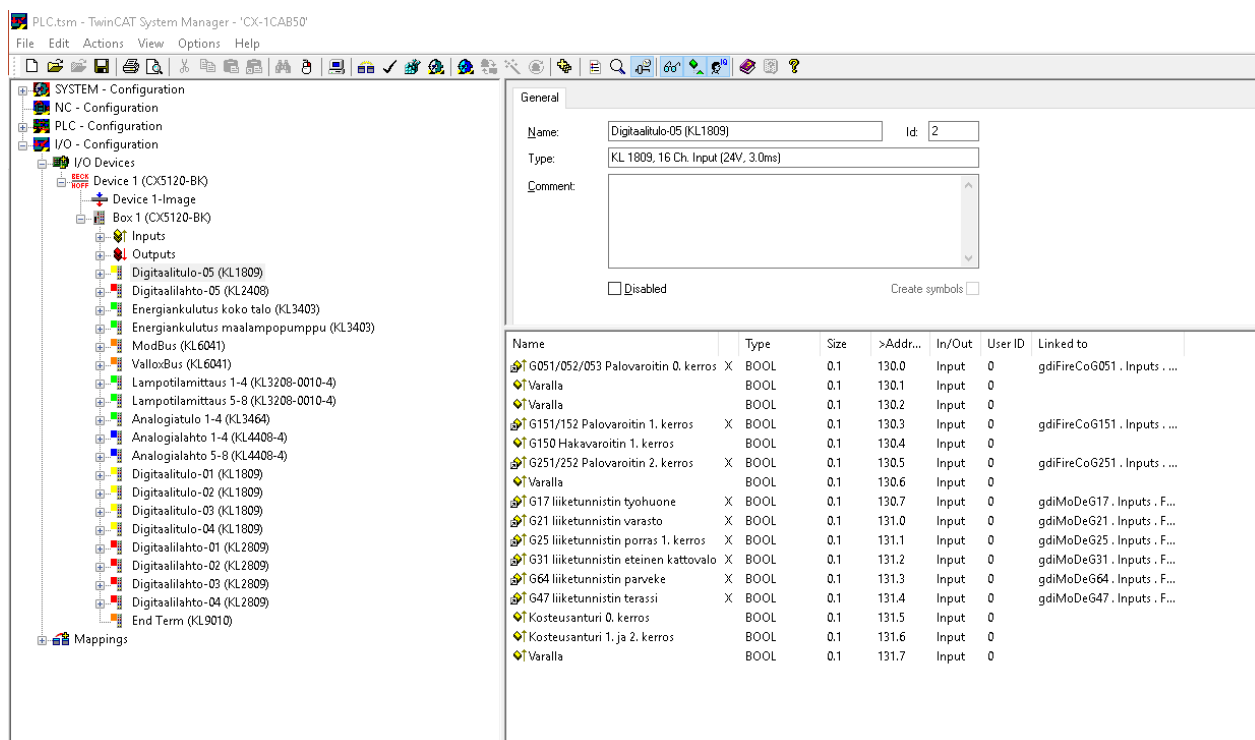 PLC.tsm - TwinCAT System Manager - 'CX-1CAB50'
File Edit Actions View Options Help
SYSTEM - Configuration
NC - Configuration
PLC - Configuration
I/O - Configuration
I/O Devices
BECK HOFF Device 1 (CX5120-BK)
Device 1-Image
Box 1 (CX5120-BK)
Inputs
Outputs
Digitaalitulo-05 (KL1809)
Digitaalilahto-05 (KL2408)
Energiankulutus koko talo (KL3403)
Energiankulutus maalampopumppu (KL3403)
ModBus (KL6041)
ValloxBus (KL6041)
Lampotilamittaus 1-4 (KL3208-0010-4)
Lampotilamittaus 5-8 (KL3208-0010-4)
Analogiatulo 1-4 (KL3464)
Analogialahto 1-4 (KL4408-4)
Analogialahto 5-8 (KL4408-4)
Digitaalitulo-01 (KL1809)
Digitaalitulo-02 (KL1809)
Digitaalitulo-03 (KL1809)
Digitaalitulo-04 (KL1809)
Digitaalilahto-01 (KL2809)
Digitaalilahto-02 (KL2809)
Digitaalilahto-03 (KL2809)
Digitaalilahto-04 (KL2809)
End Term (KL9010)
Mappings
General
Name: Digitaalitulo-05 (KL1809) Id: 2
Type: KL 1809, 16 Ch. Input (24V, 3.0ms)
Comment:
Disabled Create symbols
Name Type Size >Addr... In/Out User ID Linked to
G051/052/053 Palovaroitin 0. kerros X BOOL 0.1 130.0 Input 0 gdiFireCoG051 . Inputs . ...
Varalla BOOL 0.1 130.1 Input 0
Varalla BOOL 0.1 130.2 Input 0
G151/152 Palovaroitin 1. kerros X BOOL 0.1 130.3 Input 0 gdiFireCoG151 . Inputs . ...
G150 Hakavaroitin 1. kerros BOOL 0.1 130.4 Input 0
G251/252 Palovaroitin 2. kerros X BOOL 0.1 130.5 Input 0 gdiFireCoG251 . Inputs . ...
Varalla BOOL 0.1 130.6 Input 0
G17 liiketunnistin tyohuone X BOOL 0.1 130.7 Input 0 gdiMoDeG17 . Inputs . F...
G21 liiketunnistin varasto X BOOL 0.1 131.0 Input 0 gdiMoDeG21 . Inputs . F...
G25 liiketunnistin porras 1. kerros X BOOL 0.1 131.1 Input 0 gdiMoDeG25 . Inputs . F...
G31 liiketunnistin eteinen kattovalo X BOOL 0.1 131.2 Input 0 gdiMoDeG31 . Inputs . F...
G64 liiketunnistin parveke X BOOL 0.1 131.3 Input 0 gdiMoDeG64 . Inputs . F...
G47 liiketunnistin terassi X BOOL 0.1 131.4 Input 0 gdiMoDeG47 . Inputs . F...
Kosteusanturi 0. kerros BOOL 0.1 131.5 Input 0
Kosteusanturi 1. ja 2. kerros BOOL 0.1 131.6 Input 0
Varalla BOOL 0.1 131.7 Input 0